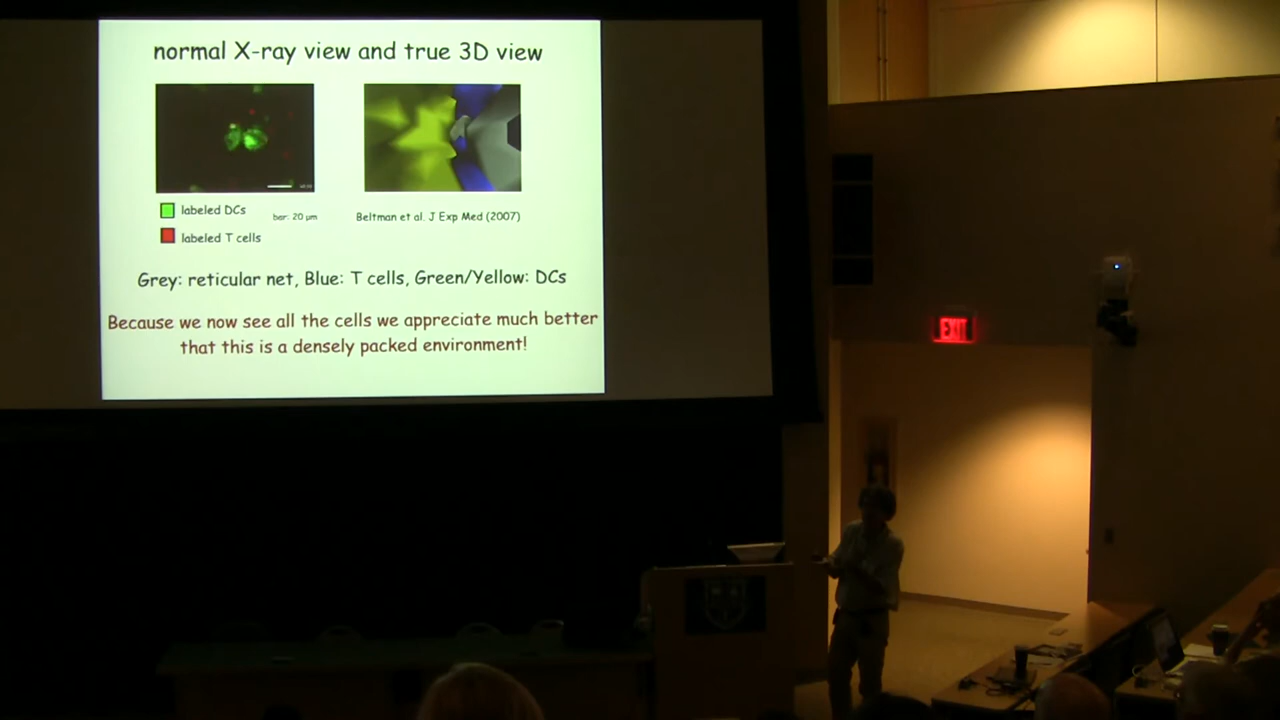 normal X-ray view and true 3D view
labeled DCs
bar: 20 µm
Beltman et al. J Exp Med (2007)
labeled T cells
Grey: reticular net, Blue: T cells, Green/Yellow: DCs
Because we now see all the cells we appreciate much better
that this is a densely packed environment!
EXIT